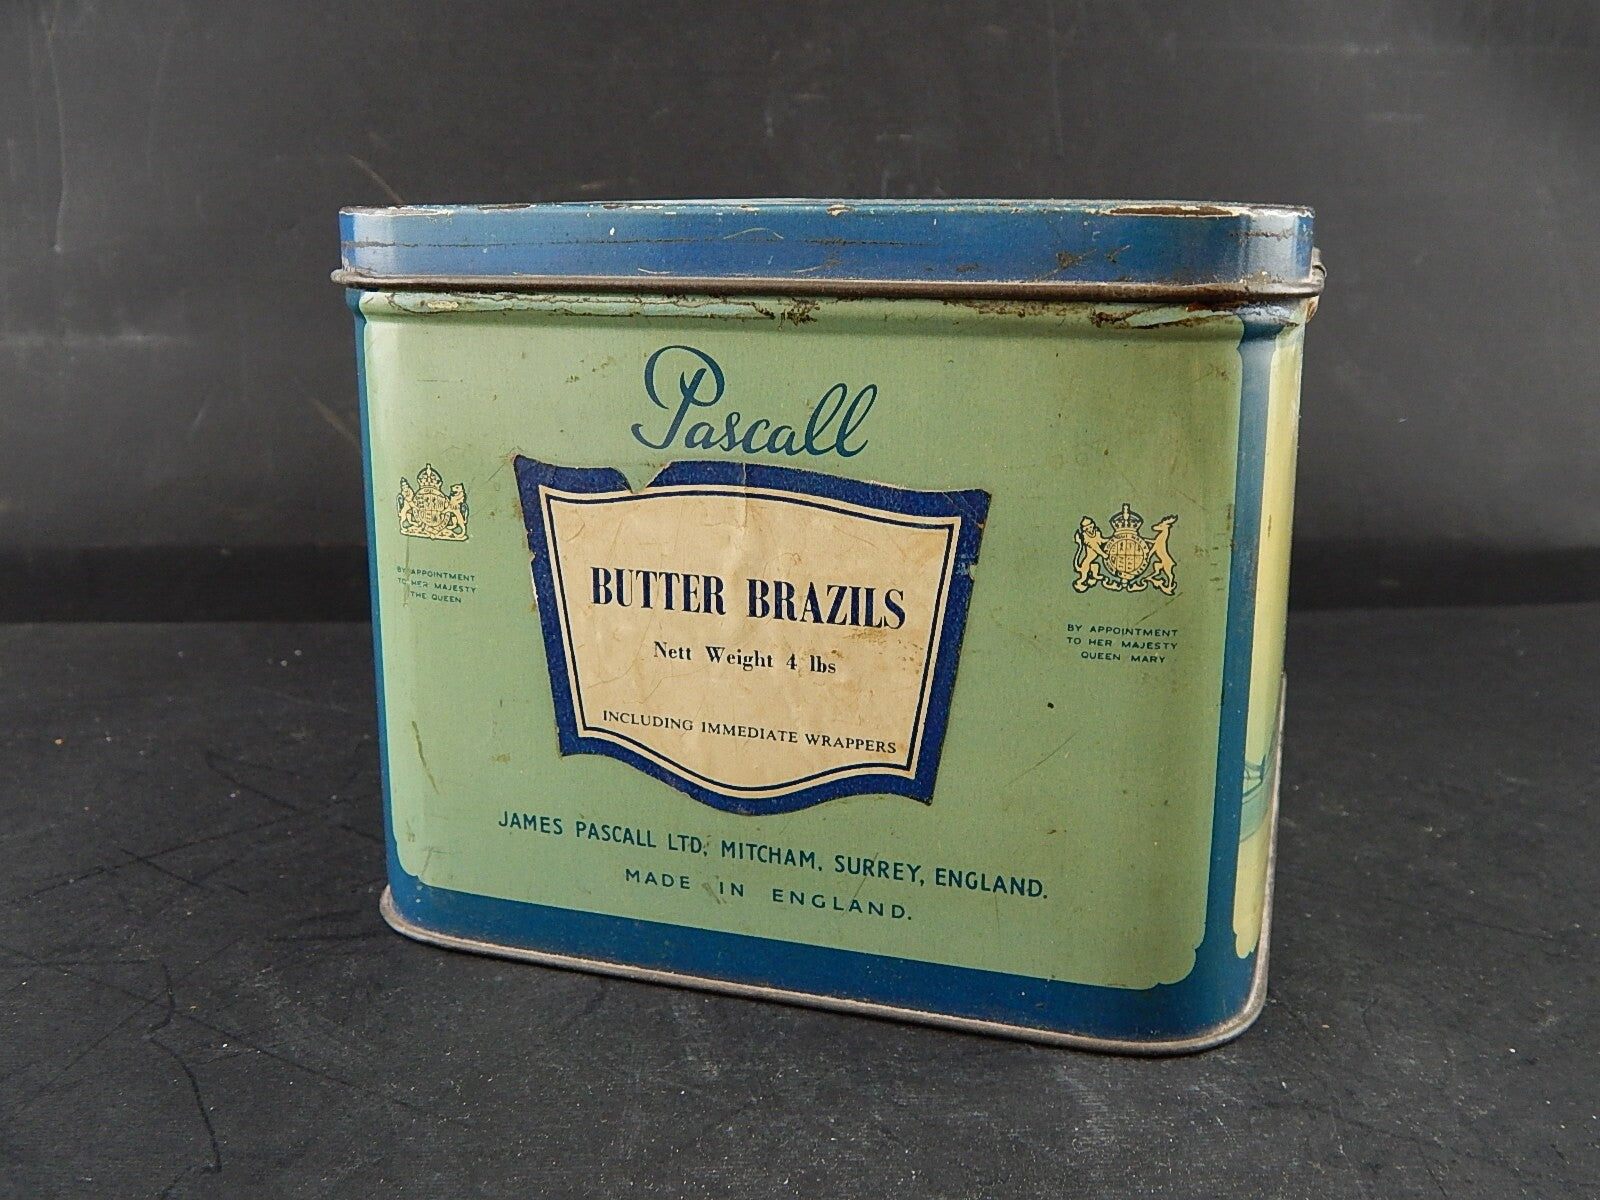 Pascall
BY APPOINTMENT
TO HER MAJESTY
THE QUEEN
BUTTER BRAZILS
Nett Weight 4 lbs
INCLUDING IMMEDIATE WRAPPERS
BY APPOINTMENT
TO HER MAJESTY
QUEEN MARY
JAMES PASCALL LTD, MITCHAM, SURREY, ENGLAND.
MADE IN ENGLAND.